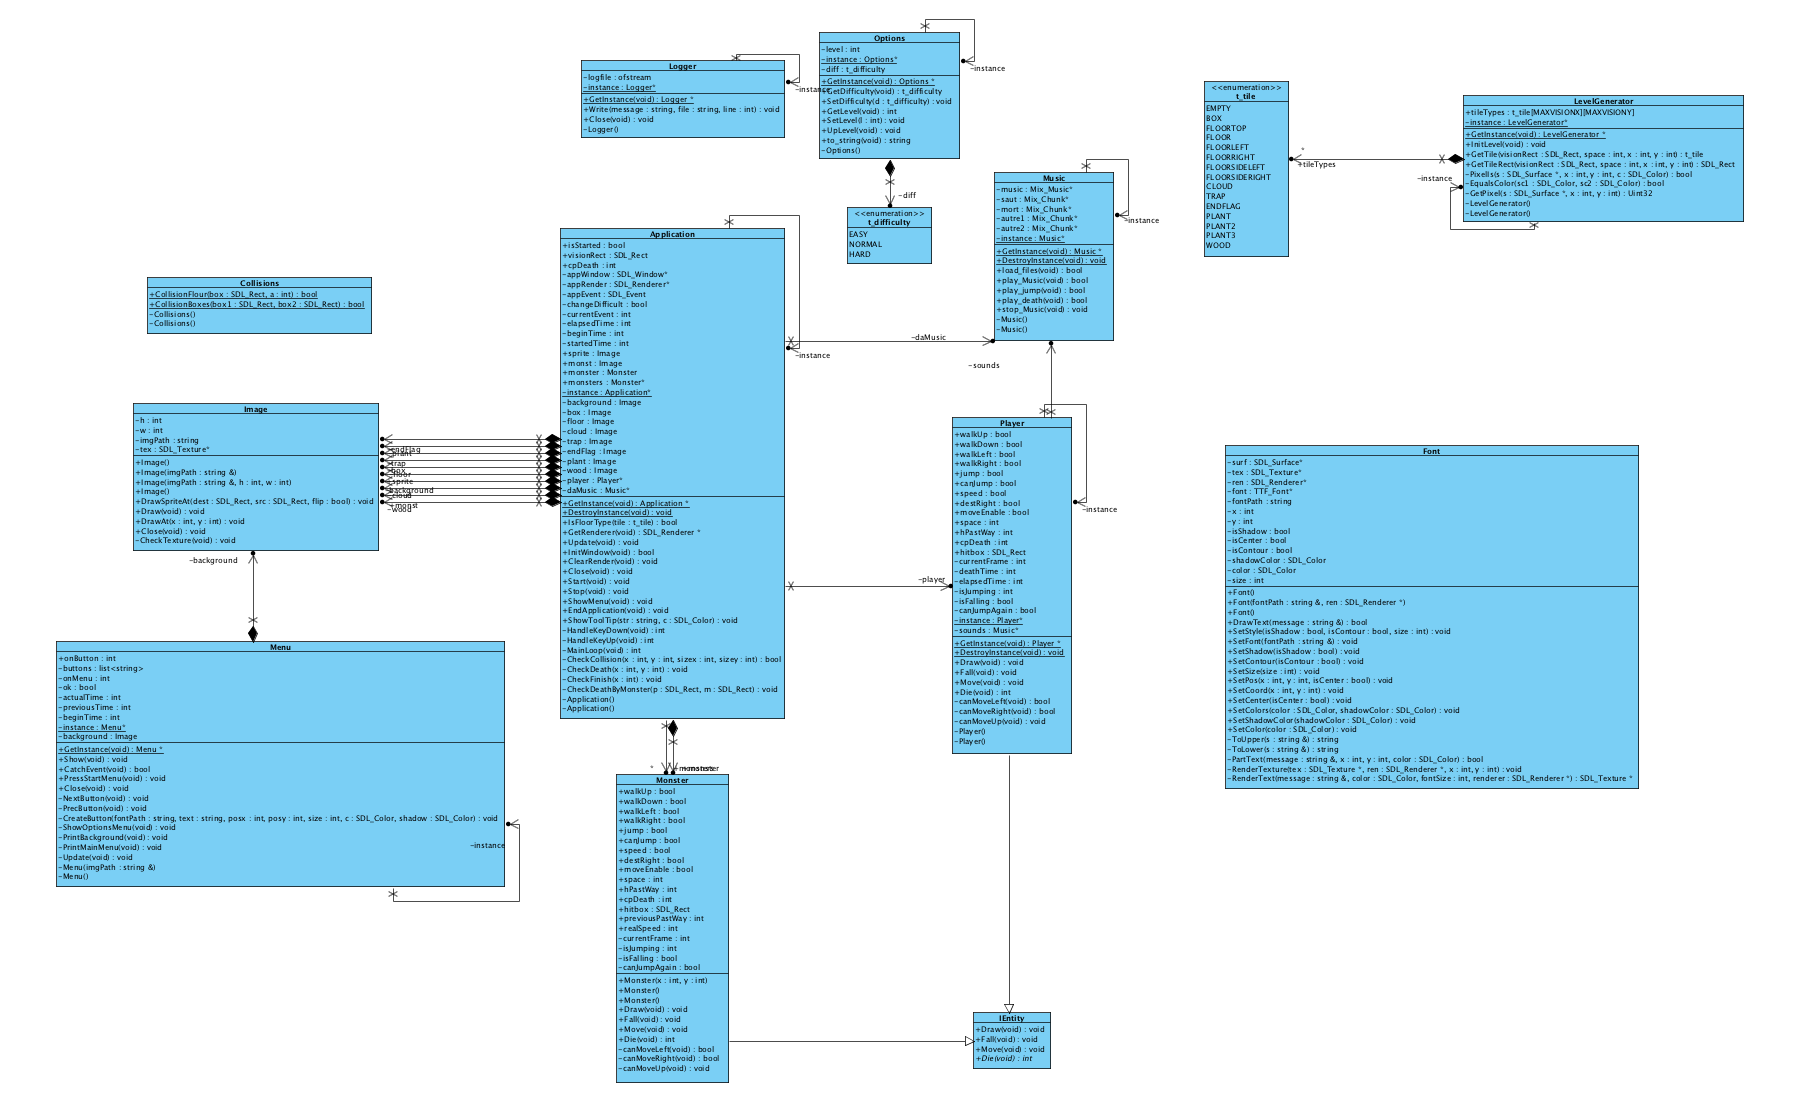 Options
-level : int
-instance : Options*
-diff : t_difficulty
+GetInstance(void) : Options *
+GetDifficulty(void) : t_difficulty
+SetDifficulty(d : t_difficulty) : void
+GetLevel(void) : int
+SetLevel(l : int) : void
+UpLevel(void) : void
+to_string(void) : string
-Options()
-instance
-diff
Logger
-logfile : ofstream
-instance : Logger*
+GetInstance(void) : Logger *
+Write(message : string, file : string, line : int) : void
+Close(void) : void
-Logger()
-instance
<<enumeration>>
t_difficulty
EASY
NORMAL
HARD
Music
-music : Mix_Music*
-saut : Mix_Chunk*
-mort : Mix_Chunk*
-autre1 : Mix_Chunk*
-autre2 : Mix_Chunk*
-instance : Music*
+GetInstance(void) : Music *
+DestroyInstance(void) : void
+load_files(void) : bool
+play_Music(void) : bool
+play_jump(void) : bool
+play_death(void) : bool
+stop_Music(void) : void
-Music()
-Music()
-instance
<<enumeration>>
t_tile
EMPTY
BOX
FLOORTOP
FLOOR
FLOORLEFT
FLOORRIGHT
FLOORSIDELEFT
FLOORSIDERIGHT
CLOUD
TRAP
ENDFLAG
PLANT
PLANT2
PLANT3
WOOD
*
+tileTypes
LevelGenerator
+tileTypes : t_tile[MAXVISIONX][MAXVISIONY]
-instance : LevelGenerator*
+GetInstance(void) : LevelGenerator *
+InitLevel(void) : void
+GetTile(visionRect : SDL_Rect, space : int, x : int, y : int) : t_tile
+GetTileRect(visionRect : SDL_Rect, space : int, x : int, y : int) : SDL_Rect
-PixelIs(s : SDL_Surface *, x : int, y : int, c : SDL_Color) : bool
-EqualsColor(sc1 : SDL_Color, sc2 : SDL_Color) : bool
-GetPixel(s : SDL_Surface *, x : int, y : int) : Uint32
-LevelGenerator()
-LevelGenerator()
-instance
Collisions
+CollisionFlour(box : SDL_Rect, a : int) : bool
+CollisionBoxes(box1 : SDL_Rect, box2 : SDL_Rect) : bool
-Collisions()
-Collisions()
Application
+isStarted : bool
+visionRect : SDL_Rect
+cpDeath : int
-appWindow : SDL_Window*
-appRender : SDL_Renderer*
-appEvent : SDL_Event
-changeDifficult : bool
-currentEvent : int
-elapsedTime : int
-beginTime : int
-startedTime : int
+sprite : Image
+monst : Image
+monster : Monster
+monsters : Monster*
-instance : Application*
-background : Image
-box : Image
-floor : Image
-cloud : Image
-trap : Image
-endFlag : Image
-plant : Image
-wood : Image
-player : Player*
-daMusic : Music*
+GetInstance(void) : Application *
+DestroyInstance(void) : void
+IsFloorType(tile : t_tile) : bool
+GetRenderer(void) : SDL_Renderer *
+Update(void) : void
+InitWindow(void) : bool
+ClearRender(void) : void
+Close(void) : void
+Start(void) : void
+Stop(void) : void
+ShowMenu(void) : void
+EndApplication(void) : void
+ShowToolTip(str : string, c : SDL_Color) : void
-HandleKeyDown(void) : int
-HandleKeyUp(void) : int
-MainLoop(void) : int
-CheckCollision(x : int, y : int, sizex : int, sizey : int) : bool
-CheckDeath(x : int, y : int) : void
-CheckFinish(x : int) : void
-CheckDeathByMonster(p : SDL_Rect, m : SDL_Rect) : void
-Application()
-Application()
-daMusic
-instance
-sounds
-player
Image
-h : int
-w : int
-imgPath : string
-tex : SDL_Texture*
+Image()
+Image(imgPath : string &)
+Image(imgPath : string &, h : int, w : int)
+Image()
+DrawSpriteAt(dest : SDL_Rect, src : SDL_Rect, flip : bool) : void
+Draw(void) : void
+DrawAt(x : int, y : int) : void
+Close(void) : void
-CheckTexture(void) : void
-endFlag
-plant
-trap
-box
-floor
+sprite
-background
-cloud
+monst
-wood
-background
Player
+walkUp : bool
+walkDown : bool
+walkLeft : bool
+walkRight : bool
+jump : bool
+canJump : bool
+speed : bool
+destRight : bool
+moveEnable : bool
+space : int
+hPastWay : int
+cpDeath : int
+hitbox : SDL_Rect
-currentFrame : int
-deathTime : int
-elapsedTime : int
-isJumping : int
-isFalling : bool
-canJumpAgain : bool
-instance : Player*
-sounds : Music*
+GetInstance(void) : Player *
+DestroyInstance(void) : void
+Draw(void) : void
+Fall(void) : void
+Move(void) : void
+Die(void) : int
-canMoveLeft(void) : bool
-canMoveRight(void) : bool
-canMoveUp(void) : void
-Player()
-Player()
-instance
Font
-surf : SDL_Surface*
-tex : SDL_Texture*
-ren : SDL_Renderer*
-font : TTF_Font*
-fontPath : string
-x : int
-y : int
-isShadow : bool
-isCenter : bool
-isContour : bool
-shadowColor : SDL_Color
-color : SDL_Color
-size : int
+Font()
+Font(fontPath : string &, ren : SDL_Renderer *)
+Font()
+DrawText(message : string &) : bool
+SetStyle(isShadow : bool, isContour : bool, size : int) : void
+SetFont(fontPath : string &) : void
+SetShadow(isShadow : bool) : void
+SetContour(isContour : bool) : void
+SetSize(size : int) : void
+SetPos(x : int, y : int, isCenter : bool) : void
+SetCoord(x : int, y : int) : void
+SetCenter(isCenter : bool) : void
+SetColors(color : SDL_Color, shadowColor : SDL_Color) : void
+SetShadowColor(shadowColor : SDL_Color) : void
+SetColor(color : SDL_Color) : void
-ToUpper(s : string &) : string
-ToLower(s : string &) : string
-PartText(message : string &, x : int, y : int, color : SDL_Color) : bool
-RenderTexture(tex : SDL_Texture *, ren : SDL_Renderer *, x : int, y : int) : void
-RenderText(message : string &, color : SDL_Color, fontSize : int, renderer : SDL_Renderer *) : SDL_Texture *
Menu
+onButton : int
-buttons : list<string>
-onMenu : int
-ok : bool
-actualTime : int
-previousTime : int
-beginTime : int
-instance : Menu*
-background : Image
+GetInstance(void) : Menu *
+Show(void) : void
+CatchEvent(void) : bool
+PressStartMenu(void) : void
+Close(void) : void
-NextButton(void) : void
-PrecButton(void) : void
-CreateButton(fontPath : string, text : string, posx : int, posy : int, size : int, c : SDL_Color, shadow : SDL_Color) : void
-ShowOptionsMenu(void) : void
-PrintBackground(void) : void
-PrintMainMenu(void) : void
-Update(void) : void
-Menu(imgPath : string &)
-Menu()
-instance
*
+monsters
+monster
Monster
+walkUp : bool
+walkDown : bool
+walkLeft : bool
+walkRight : bool
+jump : bool
+canJump : bool
+speed : bool
+destRight : bool
+moveEnable : bool
+space : int
+hPastWay : int
+cpDeath : int
+hitbox : SDL_Rect
+previousPastWay : int
+realSpeed : int
-currentFrame : int
-isJumping : int
-isFalling : bool
-canJumpAgain : bool
+Monster(x : int, y : int)
+Monster()
+Monster()
+Draw(void) : void
+Fall(void) : void
+Move(void) : void
+Die(void) : int
-canMoveLeft(void) : bool
-canMoveRight(void) : bool
-canMoveUp(void) : void
IEntity
+Draw(void) : void
+Fall(void) : void
+Move(void) : void
+Die(void) : int